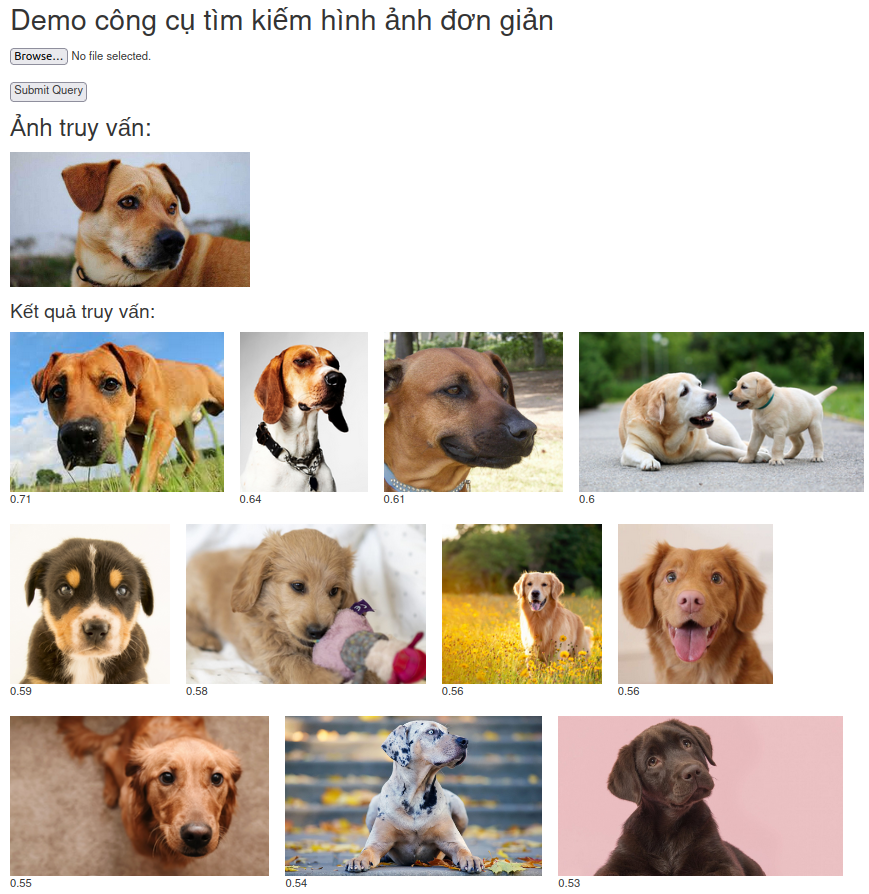 Demo công cụ tìm kiếm hình ảnh đơn giản
Browse... No file selected.
Submit Query
Ảnh truy vấn:
Kết quả truy vấn:
0.71 0.64 0.61 0.6
0.59 0.58 0.56 0.56
0.55 0.54 0.53